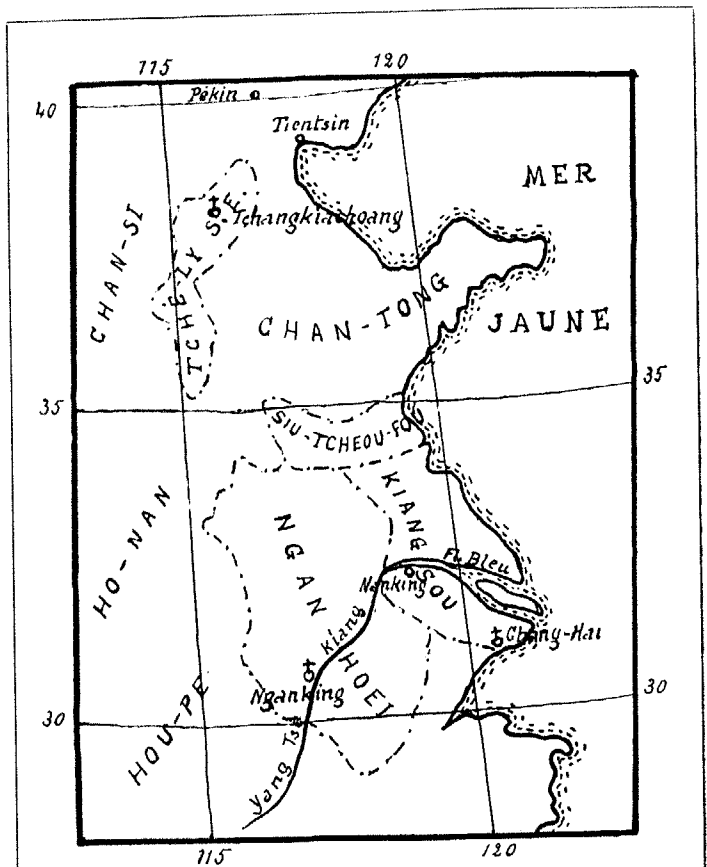 115
120
40
Pékin
Tientsin
MER
Tchangkiachoang
CHAN-SI
TCHE-LY S.E.
CHAN-TONG
JAUNE
35
35
SIU-TCHEOU-FOU
KIANG
HO-NAN
NGAN
Fl. Bleu
Nanking
SOU
Chang-Hai
Kiang
HOEI
Nganking
HOU-PE
30
30
Yang Tse
115
120